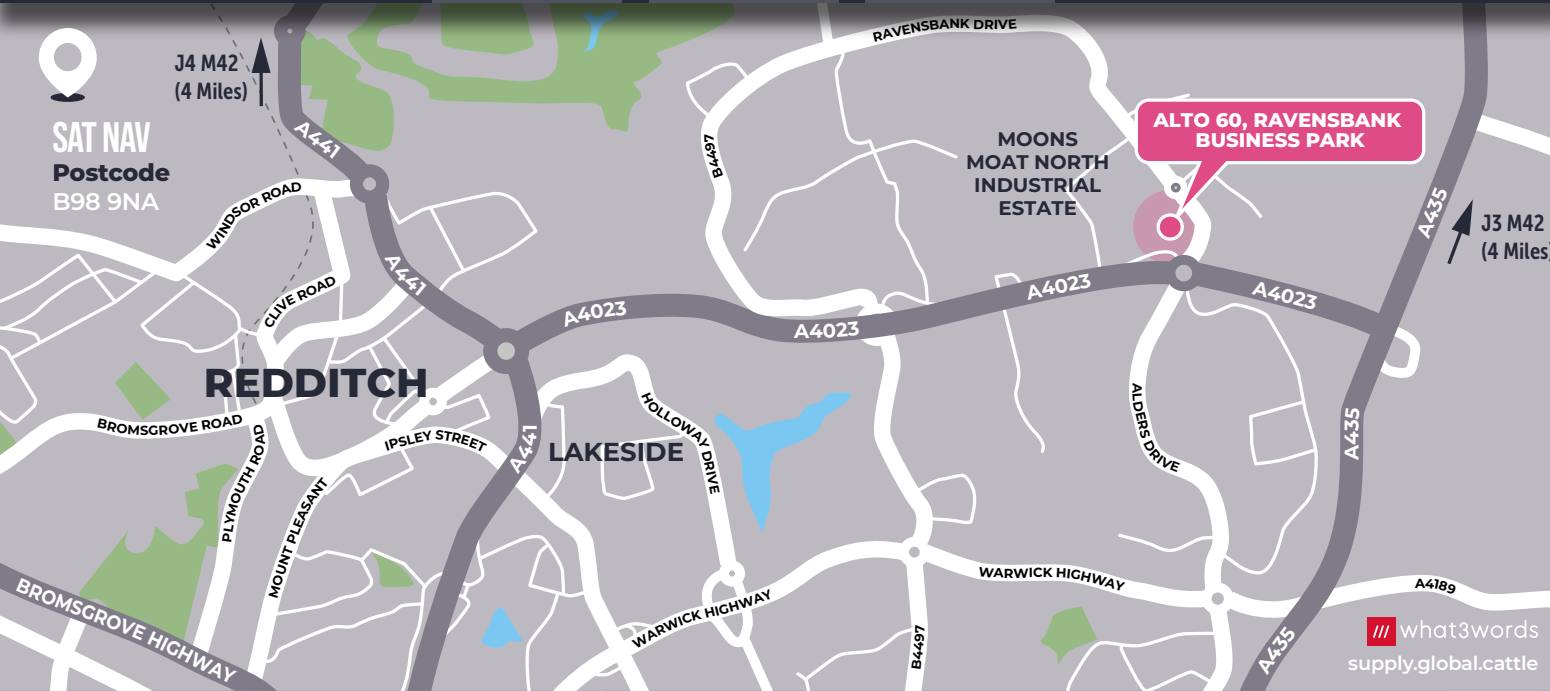 RAVENSBANK DRIVE
J4 M42
(4 Miles)
SAT NAV
Postcode
B98 9NA
A441
B4497
MOONS
MOAT NORTH
INDUSTRIAL
ESTATE
ALTO 60, RAVENSBANK
BUSINESS PARK
WINDSOR ROAD
A435
J3 M42
(4 Miles)
A441
CLIVE ROAD
A4023
A4023
A4023
A4023
REDDITCH
BROMSGROVE ROAD
IPSLEY STREET
HOLLOWAY DRIVE
ALDERS DRIVE
A435
A441
LAKESIDE
PLYMOUTH ROAD
MOUNT PLEASANT
WARWICK HIGHWAY
A4189
BROMSGROVE HIGHWAY
WARWICK HIGHWAY
B4497
A435
what3words
supply.global.cattle